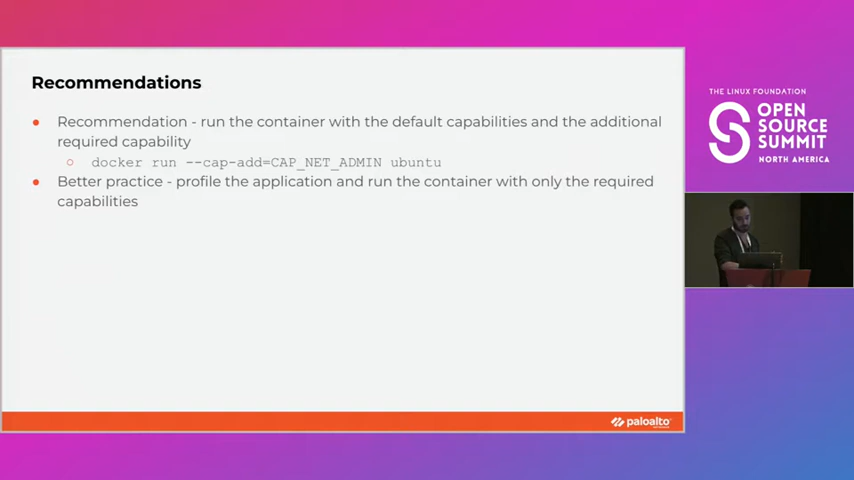 Recommendations
● Recommendation - run the container with the default capabilities and the additional
required capability
○ docker run --cap-add=CAP_NET_ADMIN ubuntu
● Better practice - profile the application and run the container with only the required
capabilities
paloalto
THE LINUX FOUNDATION
OPEN
SOURCE
SUMMIT
NORTH AMERICA